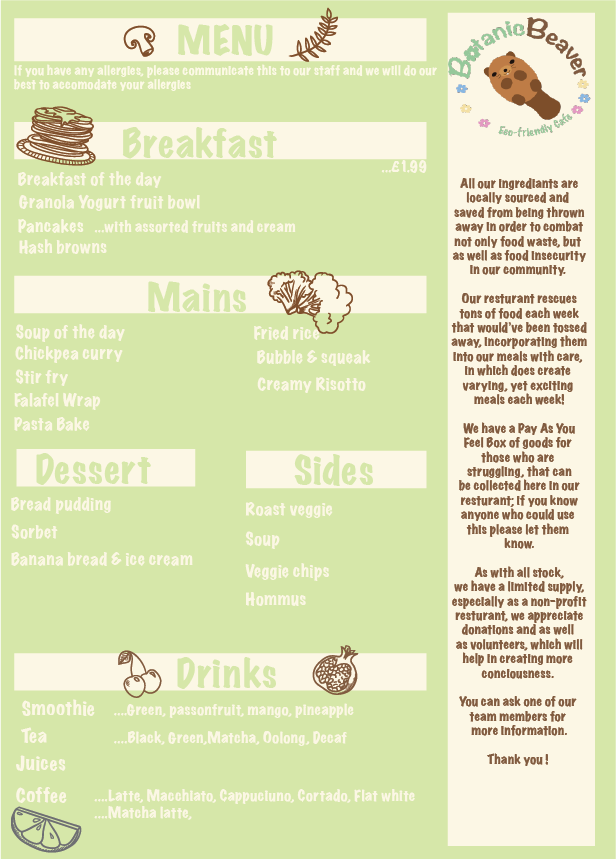 MENU
If you have any allergies, please communicate this to our staff and we will do our
best to accomodate your allergies
Breakfast
...£1.99
Breakfast of the day
Granola Yogurt fruit bowl
Pancakes ...with assorted fruits and cream
Hash browns
Mains
Soup of the day
Chickpea curry
Stir fry
Falafel Wrap
Pasta Bake
Fried rice
Bubble & squeak
Creamy Risotto
Dessert
Bread pudding
Sorbet
Banana bread & ice cream
Sides
Roast veggie
Soup
Veggie chips
Hommus
Drinks
Smoothie ....Green, passonfruit, mango, pineapple
Tea ....Black, Green,Matcha, Oolong, Decaf
Juices
Coffee ....Latte, Macchiato, Cappuciuno, Cortado, Flat white
....Matcha latte,
Botanic Beaver
Eco-friendly Cafe
All our ingrediants are
locally sourced and
saved from being thrown
away in order to combat
not only food waste, but
as well as food insecurity
in our community.
Our resturant rescues
tons of food each week
that would've been tossed
away, incorporating them
into our meals with care,
in which does create
varying, yet exciting
meals each week!
We have a Pay As You
Feel Box of goods for
those who are
struggling, that can
be collected here in our
resturant; if you know
anyone who could use
this please let them
know.
As with all stock,
we have a limited supply,
especially as a non-profit
resturant, we appreciate
donations and as well
as volunteers, which will
help in creating more
conciousness.
You can ask one of our
team members for
more information.
Thank you !